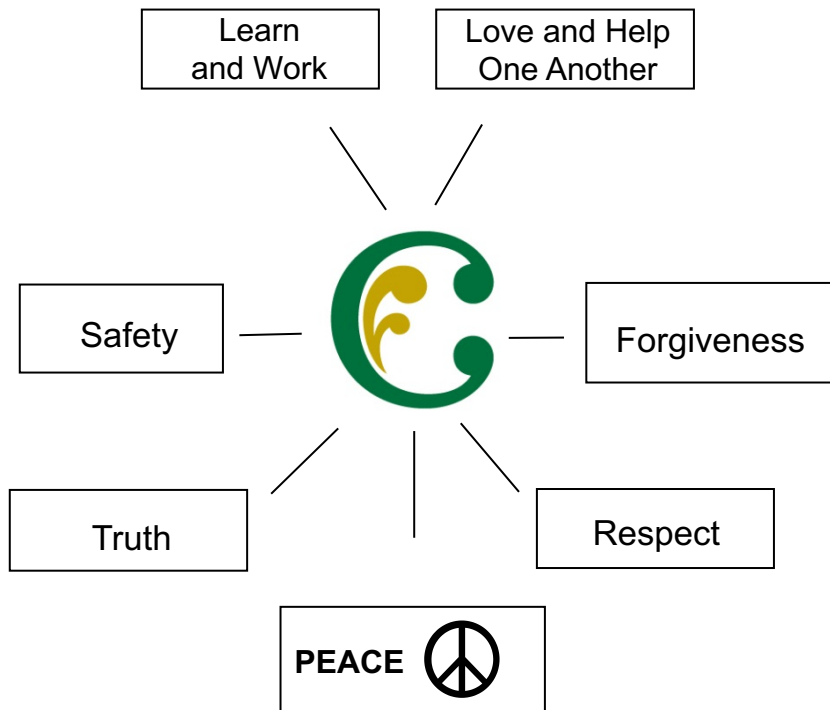 Learn
and Work
Love and Help
One Another
Safety
Forgiveness
Truth
Respect
PEACE